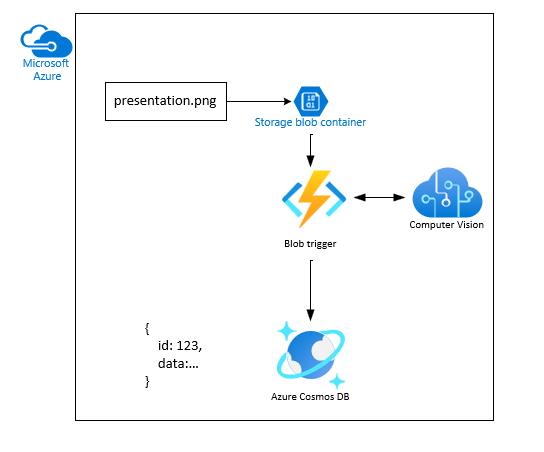 Microsoft
Azure
presentation.png
Storage blob container
Blob trigger
Computer Vision
{
id: 123,
data:...
}
Azure Cosmos DB